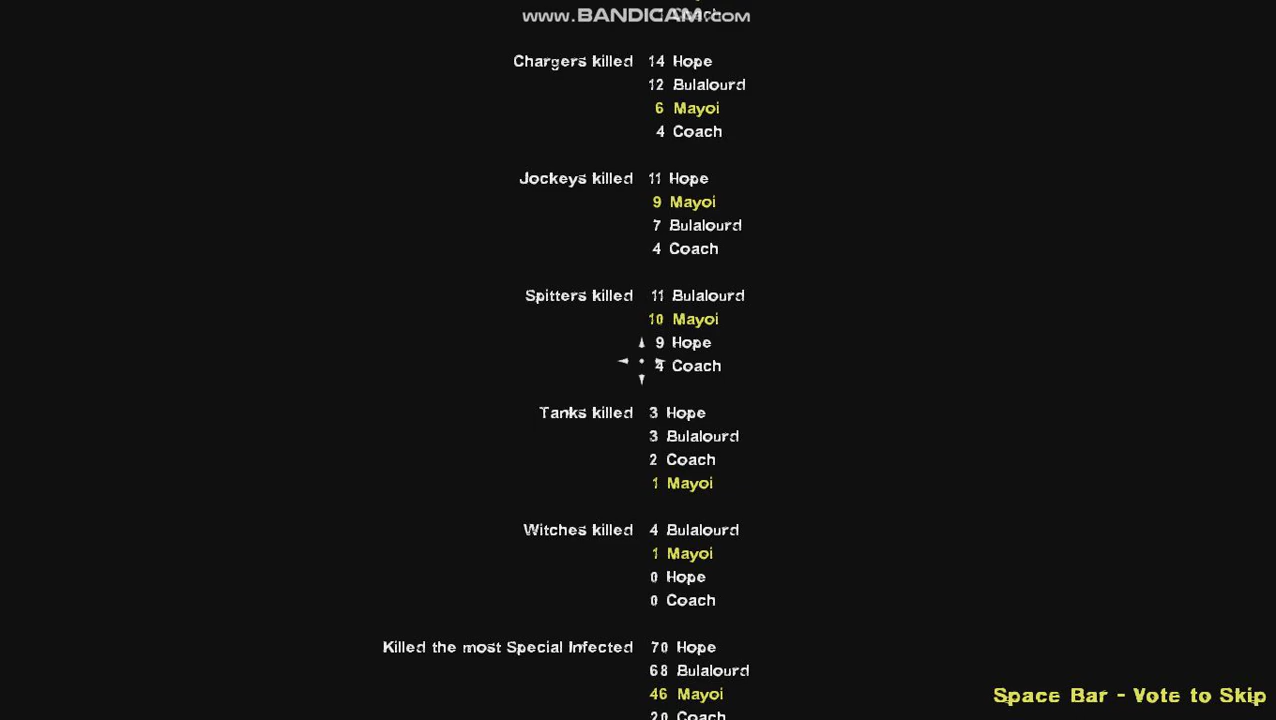 www.BANDICAM.com
Coach
Chargers killed 14 Hope
12 Bulalourd
6 Mayoi
4 Coach
Jockeys killed 11 Hope
9 Mayoi
7 Bulalourd
4 Coach
Spitters killed 11 Bulalourd
10 Mayoi
9 Hope
4 Coach
Tanks killed 3 Hope
3 Bulalourd
2 Coach
1 Mayoi
Witches killed 4 Bulalourd
1 Mayoi
0 Hope
0 Coach
Killed the most Special Infected 70 Hope
68 Bulalourd
46 Mayoi
Space Bar - Vote to Skip
20 Coach